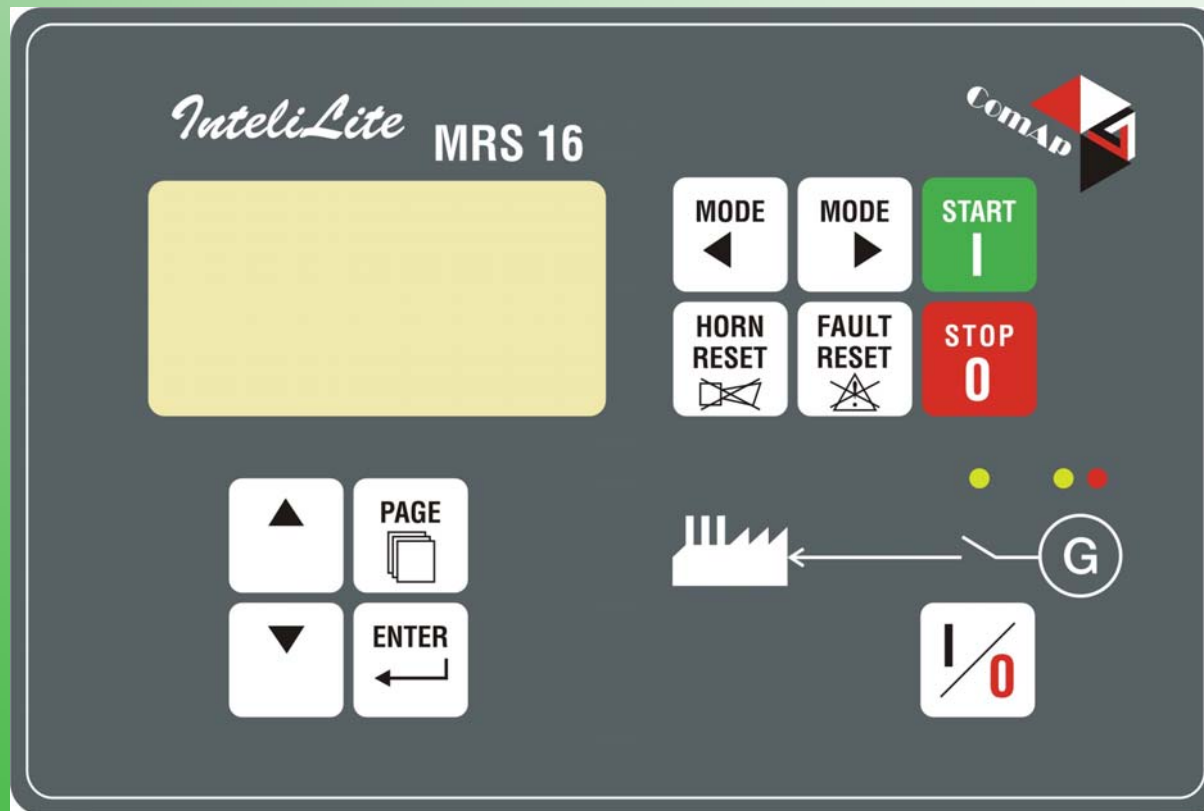 InteliLite MRS 16
ComAp
MODE
MODE
START
I
HORN
RESET
FAULT
RESET
STOP
0
PAGE
ENTER
G
I/0